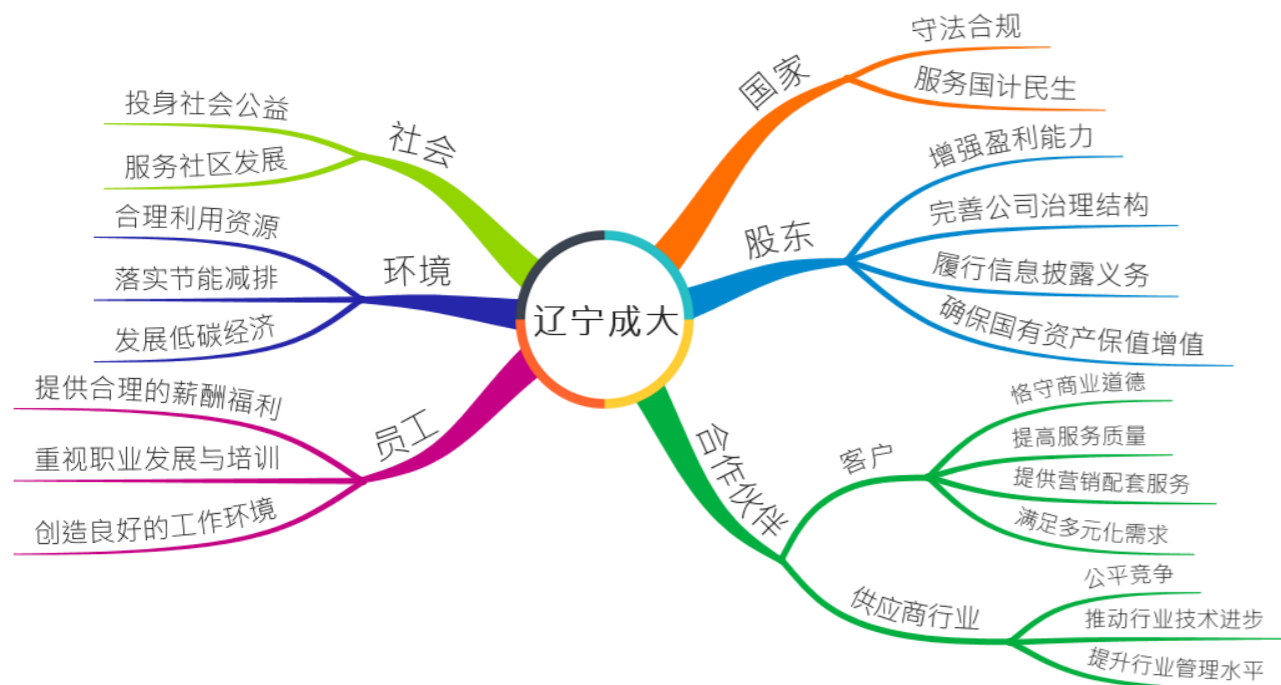 辽宁成大
国家
守法合规
服务国计民生
股东
增强盈利能力
完善公司治理结构
履行信息披露义务
确保国有资产保值增值
合作伙伴
客户
恪守商业道德
提高服务质量
提供营销配套服务
满足多元化需求
供应商行业
公平竞争
推动行业技术进步
提升行业管理水平
社会
投身社会公益
服务社区发展
环境
合理利用资源
落实节能减排
发展低碳经济
员工
提供合理的薪酬福利
重视职业发展与培训
创造良好的工作环境